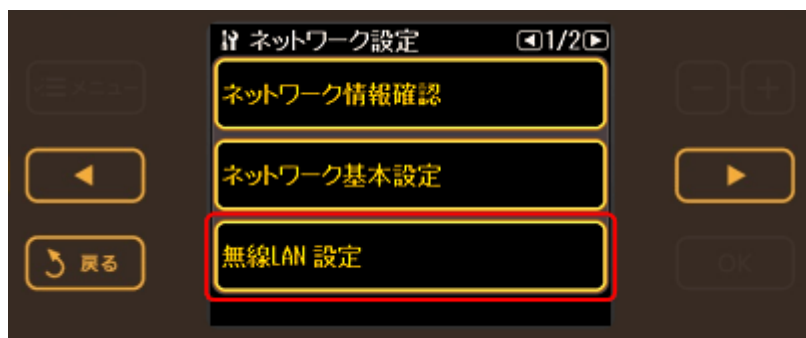 ネットワーク設定 1/2
メニュー
ネットワーク情報確認
ネットワーク基本設定
戻る
無線LAN 設定
OK